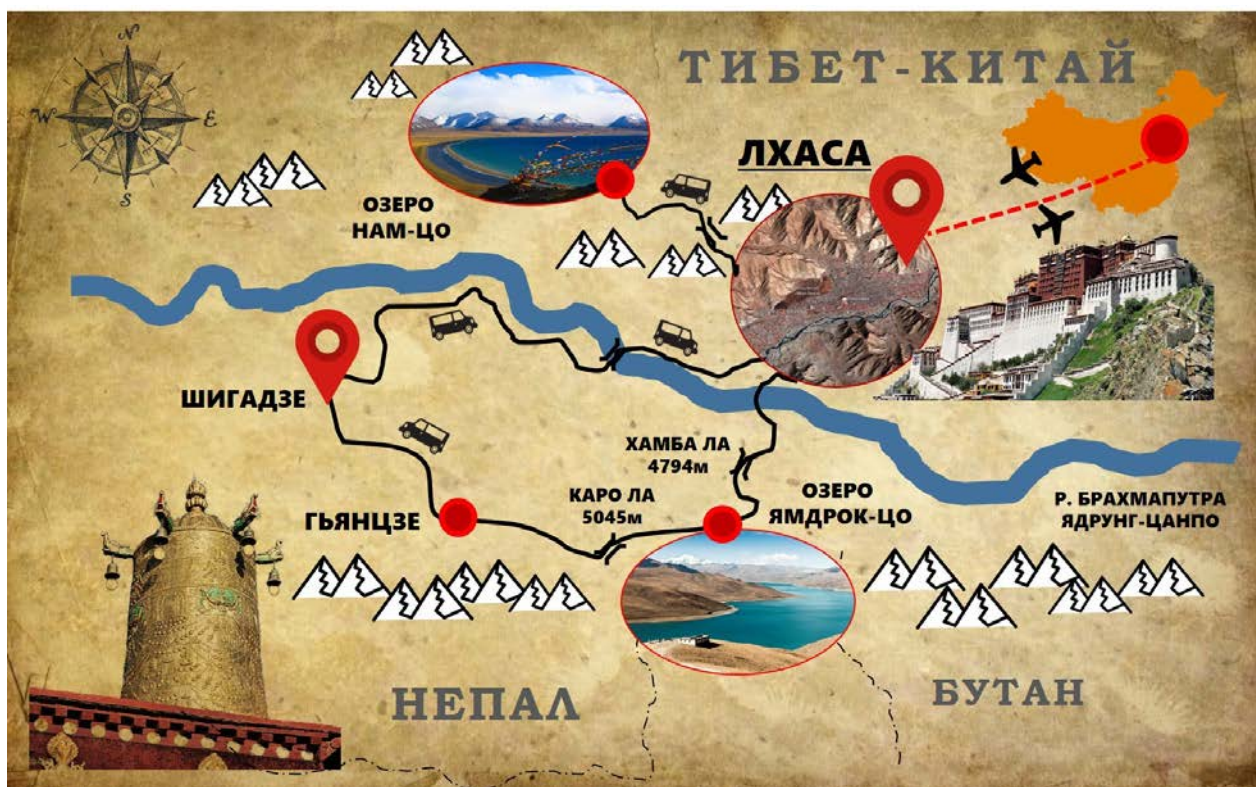 N
W
E
S
ТИБЕТ-КИТАЙ
ЛХАСА
ОЗЕРО
НАМ-ЦО
ШИГАДЗЕ
ХАМБА ЛА
4794м
КАРО ЛА
5045м
ГЬЯНЦЗЕ
ОЗЕРО
ЯМДРОК-ЦО
Р. БРАХМАПУТРА
ЯДРУНГ-ЦАНПО
НЕПАЛ
БУТАН